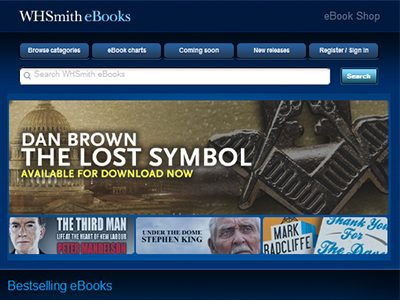 WHSmith eBooks
eBook Shop
Browse categories
eBook charts
Coming soon
New releases
Register / Sign in
Search WHSmith eBooks
Search
DAN BROWN
THE LOST SYMBOL
AVAILABLE FOR DOWNLOAD NOW
THE THIRD MAN
LIFE AT THE HEART OF NEW LABOUR
PETER MANDELSON
UNDER THE DOME
STEPHEN KING
MARK
RADCLIFFE
Thank You
For The Days
Bestselling eBooks